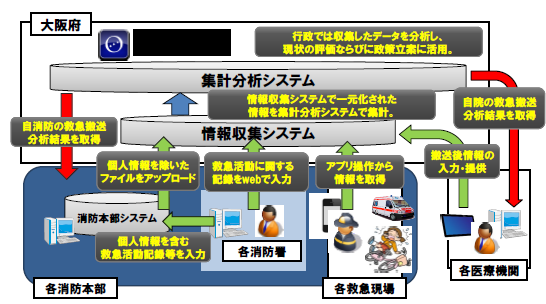 大阪府
行政では収集したデータを分析し、
現状の評価ならびに政策立案に活用。
集計分析システム
情報収集システムで一元化された
情報を集計分析システムで集計。
自消防の救急搬送
分析結果を取得
自院の救急搬送
分析結果を取得
情報収集システム
個人情報を除いた
ファイルをアップロード
救急活動に関する
記録をwebで入力
アプリ操作から
情報を取得
搬送後情報の
入力・提供
消防本部システム
個人情報を含む
救急活動記録等を入力
各消防署
各消防本部
各救急現場
各医療機関